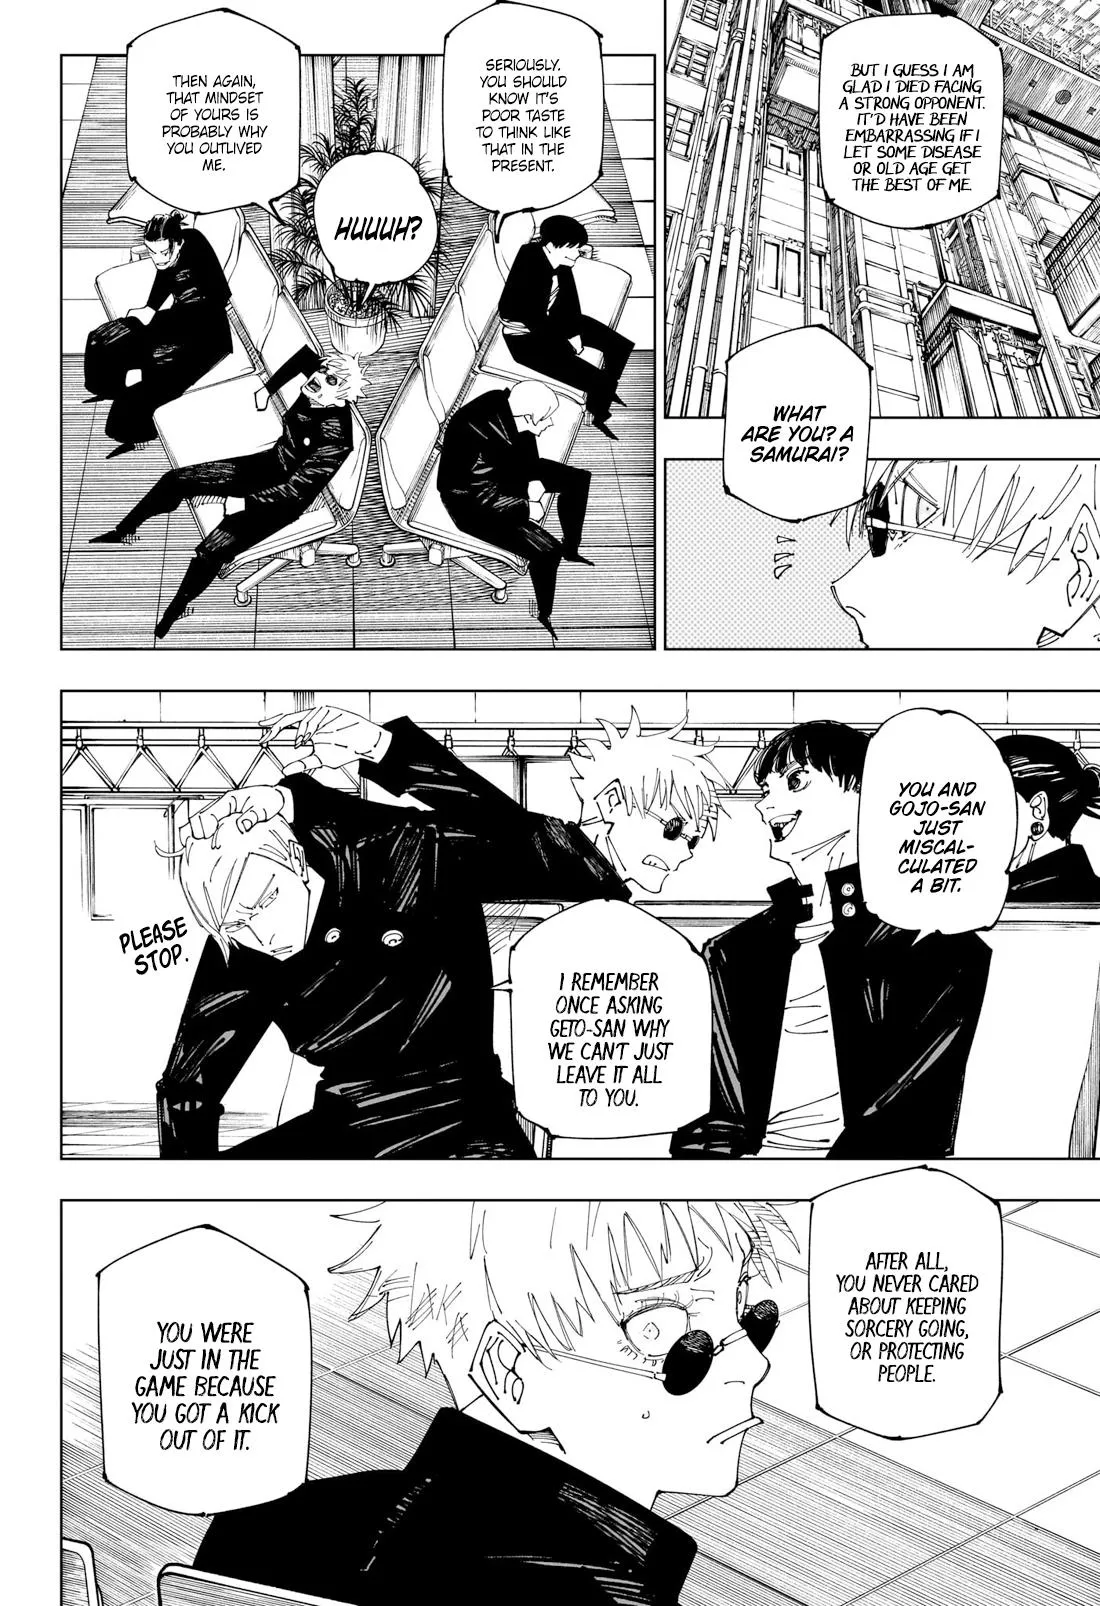 BUT I GUESS I AM
GLAD I DIED FACING
A STRONG OPPONENT.
IT'D HAVE BEEN
EMBARRASSING IF I
LET SOME DISEASE
OR OLD AGE GET
THE BEST OF ME.
WHAT
ARE YOU? A
SAMURAI?
SERIOUSLY.
YOU SHOULD
KNOW IT'S
POOR TASTE
TO THINK LIKE
THAT IN THE
PRESENT.
THEN AGAIN,
THAT MINDSET
OF YOURS IS
PROBABLY WHY
YOU OUTLIVED
ME.
HUUUH?
YOU AND
GOJO-SAN
JUST
MISCAL-
CULATED
A BIT.
I REMEMBER
ONCE ASKING
GETO-SAN WHY
WE CAN'T JUST
LEAVE IT ALL
TO YOU.
PLEASE
STOP.
AFTER ALL,
YOU NEVER CARED
ABOUT KEEPING
SORCERY GOING,
OR PROTECTING
PEOPLE.
YOU WERE
JUST IN THE
GAME BECAUSE
YOU GOT A KICK
OUT OF IT.